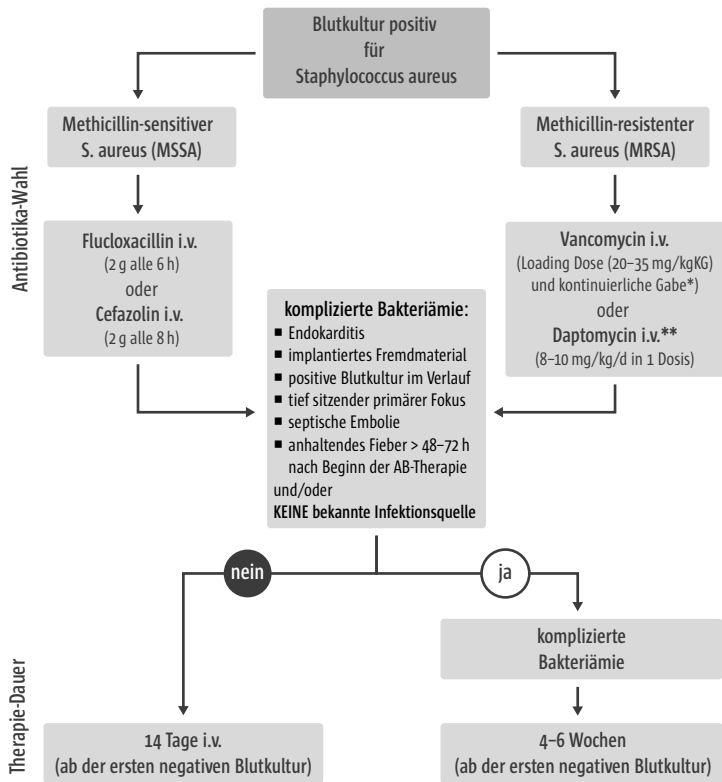 Blutkultur positiv
für
Staphylococcus aureus
Methicillin-sensitiver
S. aureus (MSSA)
Methicillin-resistenter
S. aureus (MRSA)
Antibiotika-Wahl
Flucloxacillin i.v.
(2 g alle 6 h)
oder
Cefazolin i.v.
(2 g alle 8 h)
Vancomycin i.v.
(Loading Dose (20–35 mg/kgKG)
und kontinuierliche Gabe*)
oder
Daptomycin i.v.**
(8–10 mg/kg/d in 1 Dosis)
komplizierte Bakteriämie:
■ Endokarditis
■ implantiertes Fremdmaterial
■ positive Blutkultur im Verlauf
■ tief sitzender primärer Fokus
■ septische Embolie
■ anhaltendes Fieber > 48–72 h
nach Beginn der AB-Therapie
und/oder
KEINE bekannte Infektionsquelle
nein
ja
komplizierte
Bakteriämie
Therapie-Dauer
14 Tage i.v.
(ab der ersten negativen Blutkultur)
4–6 Wochen
(ab der ersten negativen Blutkultur)